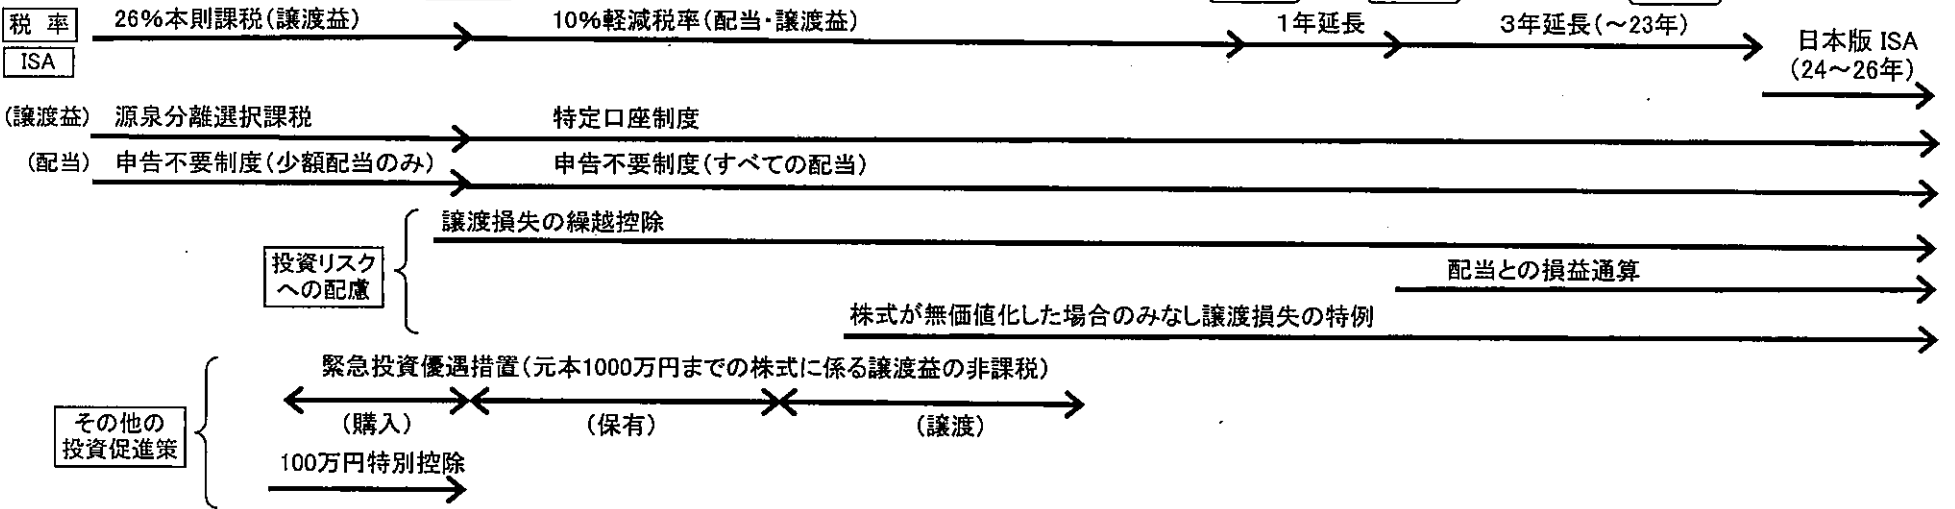 税 率
26%本則課税(譲渡益)
10%軽減税率(配当・譲渡益)
1年延長
3年延長(～23年)
ISA
日本版 ISA
(24～26年)
(譲渡益)
源泉分離選択課税
特定口座制度
(配当)
申告不要制度(少額配当のみ)
申告不要制度(すべての配当)
譲渡損失の繰越控除
投資リスク
への配慮
配当との損益通算
株式が無価値化した場合のみなし譲渡損失の特例
緊急投資優遇措置(元本1000万円までの株式に係る譲渡益の非課税)
その他の
投資促進策
(購入)
(保有)
(譲渡)
100万円特別控除